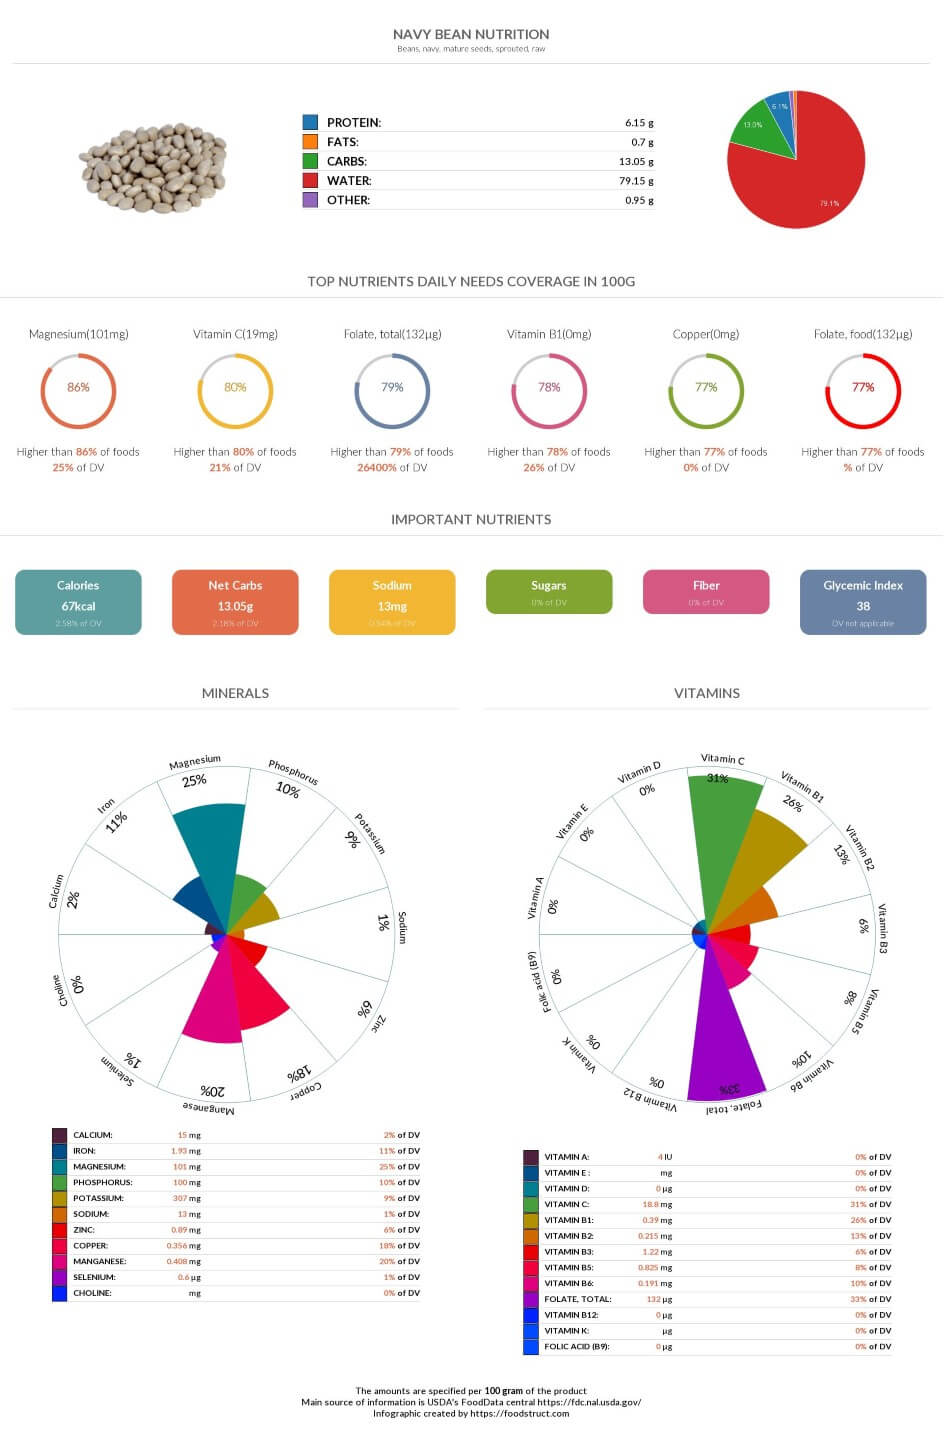 NAVY BEAN NUTRITION
Beans, navy, mature seeds, sprouted, raw
PROTEIN: 6.15 g
FATS: 0.7 g
CARBS: 13.05 g
WATER: 79.15 g
OTHER: 0.95 g
6.1%
13.0%
79.1%
TOP NUTRIENTS DAILY NEEDS COVERAGE IN 100G
Magnesium(101mg) Vitamin C(19mg) Folate, total(132µg) Vitamin B1(0mg) Copper(0mg) Folate, food(132µg)
86% 80% 79% 78% 77% 77%
Higher than 86% of foods Higher than 80% of foods Higher than 79% of foods Higher than 78% of foods Higher than 77% of foods Higher than 77% of foods
25% of DV 21% of DV 26400% of DV 26% of DV 0% of DV % of DV
IMPORTANT NUTRIENTS
Calories
67kcal
2.58% of DV
Net Carbs
13.05g
2.18% of DV
Sodium
13mg
0.54% of DV
Sugars
0% of DV
Fiber
0% of DV
Glycemic Index
38
DV not applicable
MINERALS
Magnesium
25%
Phosphorus
10%
Potassium
9%
Sodium
1%
Zinc
6%
Copper
18%
Manganese
20%
Selenium
1%
Choline
0%
Calcium
2%
Iron
11%
CALCIUM: 15 mg 2% of DV
IRON: 1.93 mg 11% of DV
MAGNESIUM: 101 mg 25% of DV
PHOSPHORUS: 100 mg 10% of DV
POTASSIUM: 307 mg 9% of DV
SODIUM: 13 mg 1% of DV
ZINC: 0.89 mg 6% of DV
COPPER: 0.356 mg 18% of DV
MANGANESE: 0.408 mg 20% of DV
SELENIUM: 0.6 µg 1% of DV
CHOLINE: mg 0% of DV
VITAMINS
Vitamin C
31%
Vitamin B1
26%
Vitamin B2
13%
Vitamin B3
6%
Vitamin B5
8%
Vitamin B6
10%
Folate, total
33%
Vitamin B12
0%
Vitamin K
0%
Folic acid (B9)
0%
Vitamin A
0%
Vitamin E
0%
Vitamin D
0%
VITAMIN A: 4 IU 0% of DV
VITAMIN E : mg 0% of DV
VITAMIN D: 0 µg 0% of DV
VITAMIN C: 18.8 mg 31% of DV
VITAMIN B1: 0.39 mg 26% of DV
VITAMIN B2: 0.215 mg 13% of DV
VITAMIN B3: 1.22 mg 6% of DV
VITAMIN B5: 0.825 mg 8% of DV
VITAMIN B6: 0.191 mg 10% of DV
FOLATE, TOTAL: 132 µg 33% of DV
VITAMIN B12: 0 µg 0% of DV
VITAMIN K: µg 0% of DV
FOLIC ACID (B9): 0 µg 0% of DV
The amounts are specified per 100 gram of the product
Main source of information is USDA's FoodData central https://fdc.nal.usda.gov/
Infographic created by https://foodstruct.com